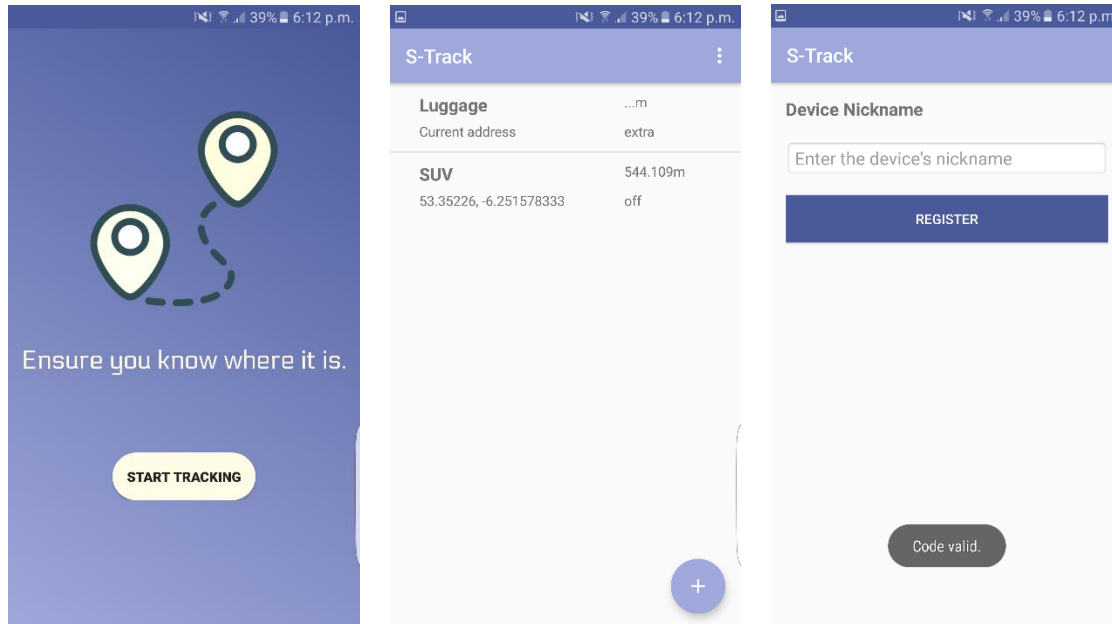 39% 6:12 p.m.
Ensure you know where it is.
START TRACKING
39% 6:12 p.m.
S-Track
Luggage
...m
Current address
extra
SUV
544.109m
53.35226, -6.251578333
off
+
39% 6:12 p.m
S-Track
Device Nickname
Enter the device's nickname
REGISTER
Code valid.